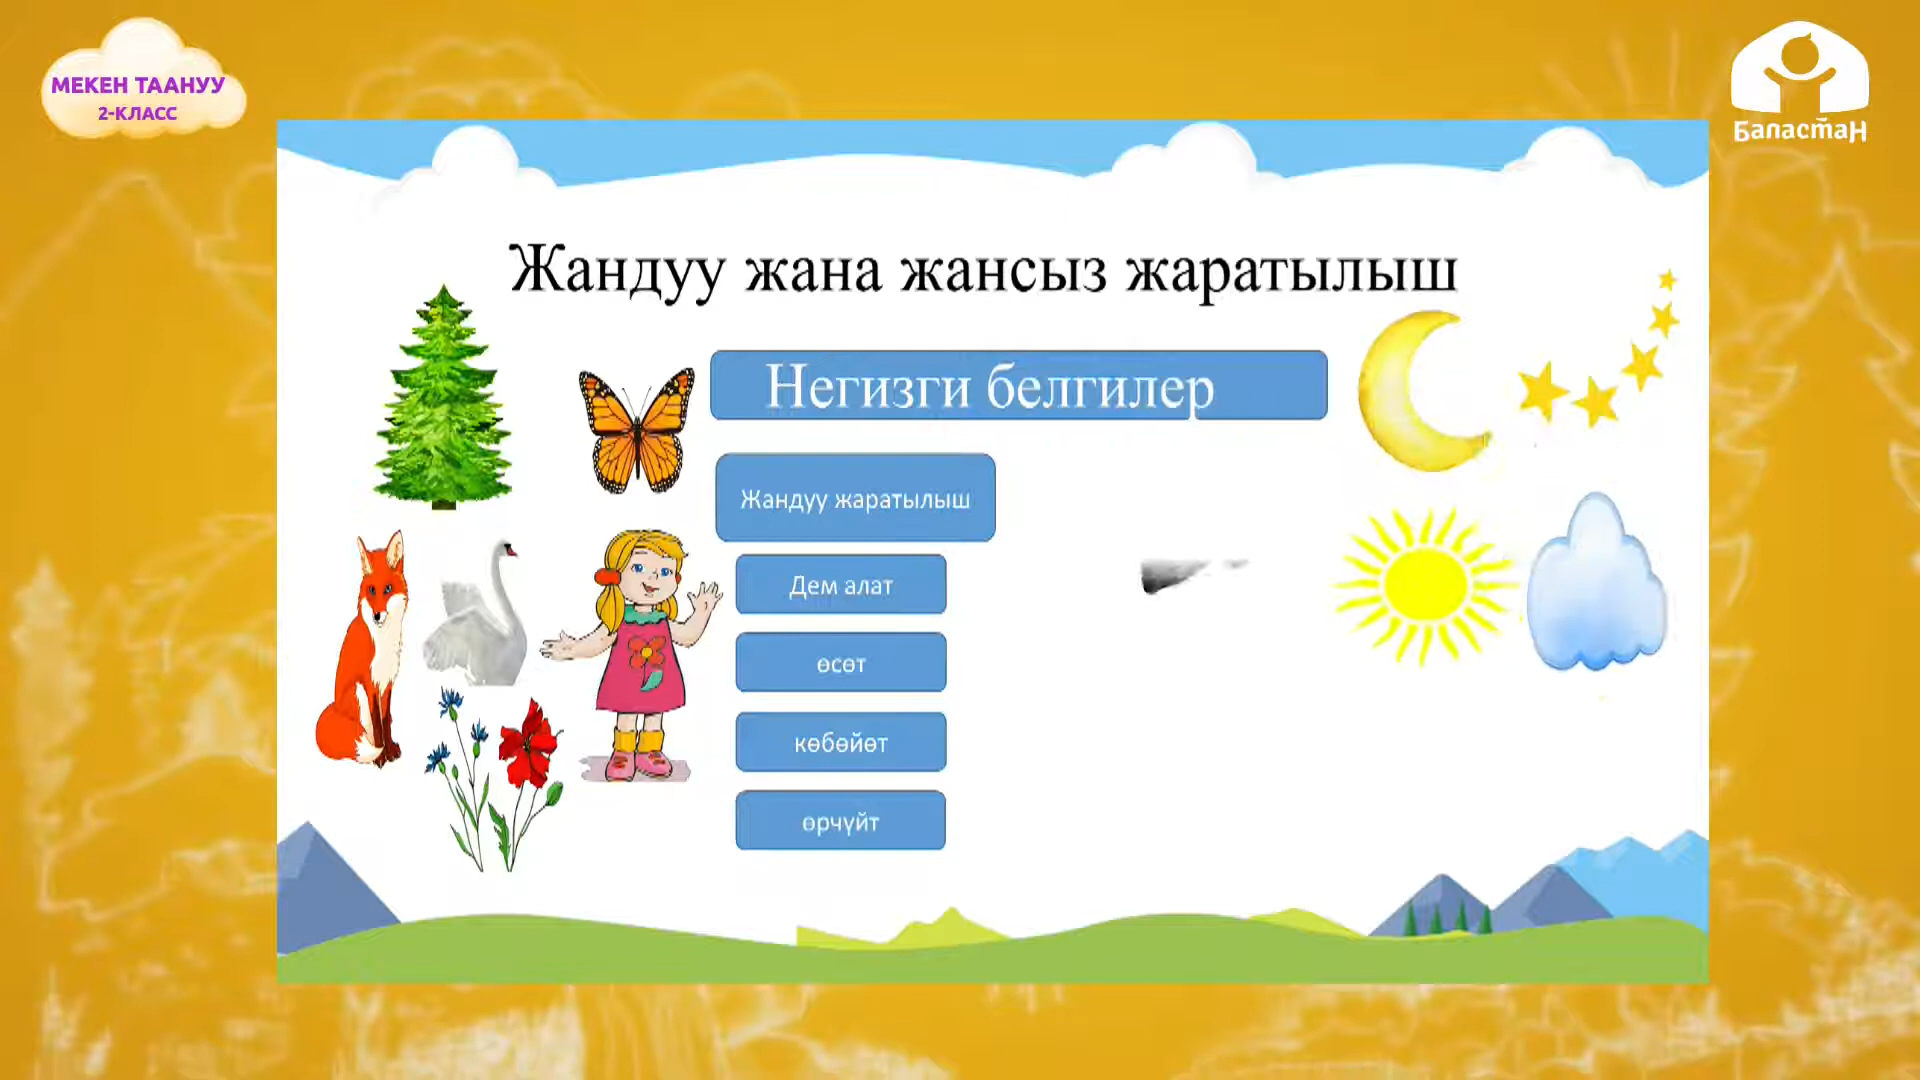 МЕКЕН ТААНУУ
2-КЛАСС
Баластан
Жандуу жана жансыз жаратылыш
Негизги белгилер
Жандуу жаратылыш
Дем алат
өсөт
көбөйөт
өрчүйт